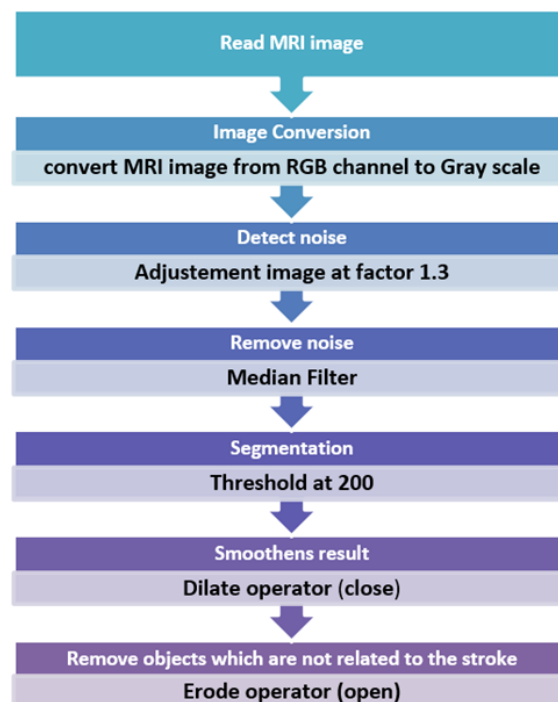 Read MRI image
Image Conversion
convert MRI image from RGB channel to Gray scale
Detect noise
Adjustement image at factor 1.3
Remove noise
Median Filter
Segmentation
Threshold at 200
Smoothens result
Dilate operator (close)
Remove objects which are not related to the stroke
Erode operator (open)